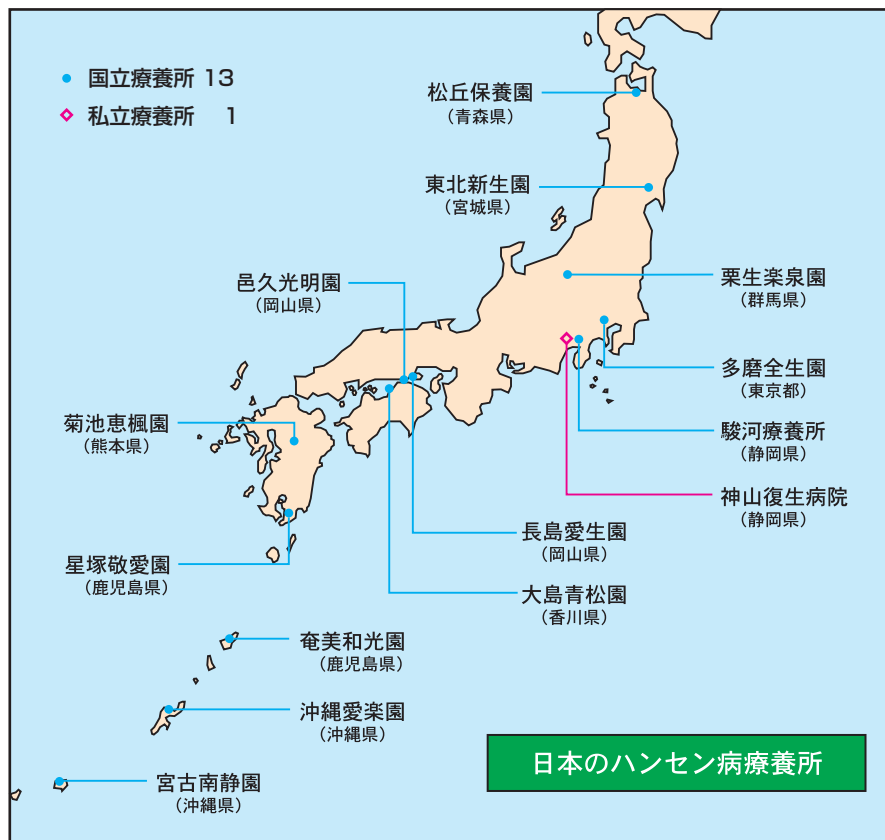 国立療養所 13
私立療養所 1
松丘保養園
（青森県）
東北新生園
（宮城県）
栗生楽泉園
（群馬県）
邑久光明園
（岡山県）
多磨全生園
（東京都）
菊池恵楓園
（熊本県）
駿河療養所
（静岡県）
神山復生病院
（静岡県）
長島愛生園
（岡山県）
星塚敬愛園
（鹿児島県）
大島青松園
（香川県）
奄美和光園
（鹿児島県）
沖縄愛楽園
（沖縄県）
宮古南静園
（沖縄県）
日本のハンセン病療養所